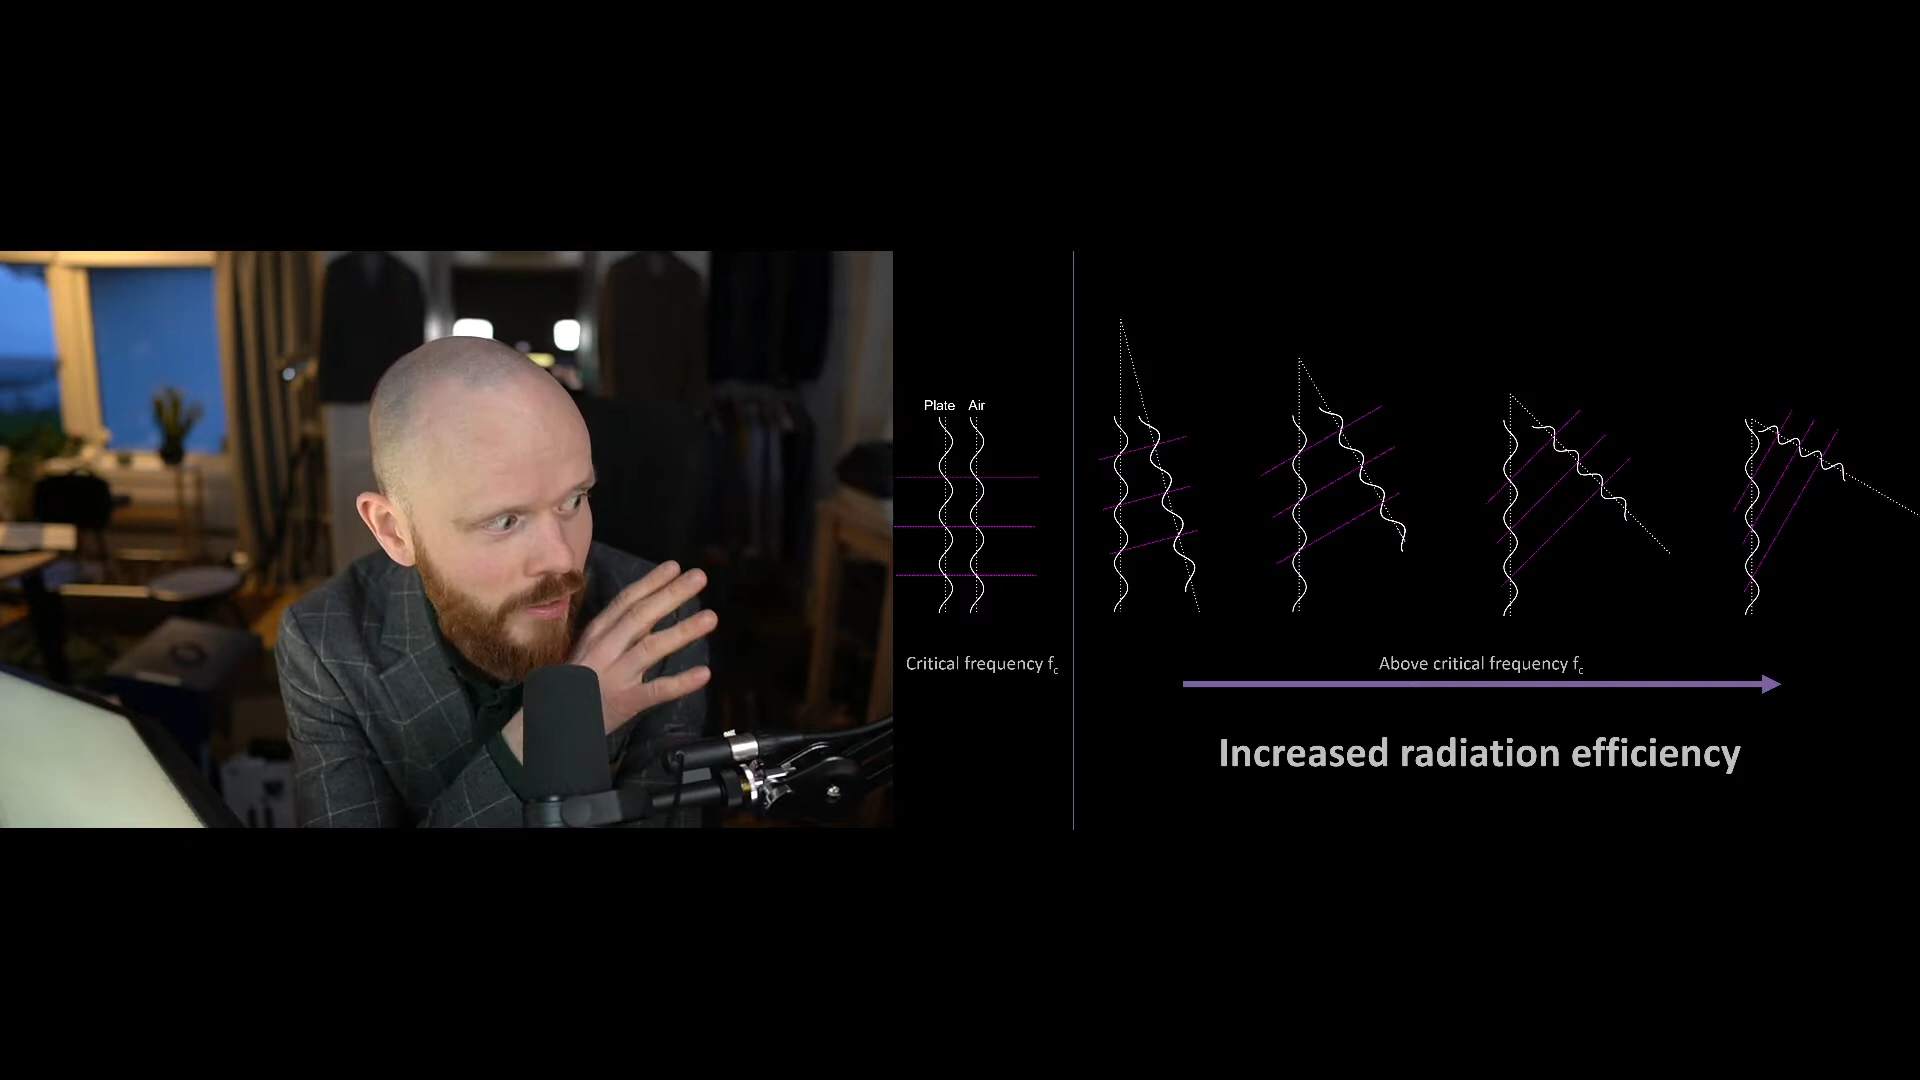 Plate Air
Critical frequency fc
Above critical frequency fc
Increased radiation efficiency